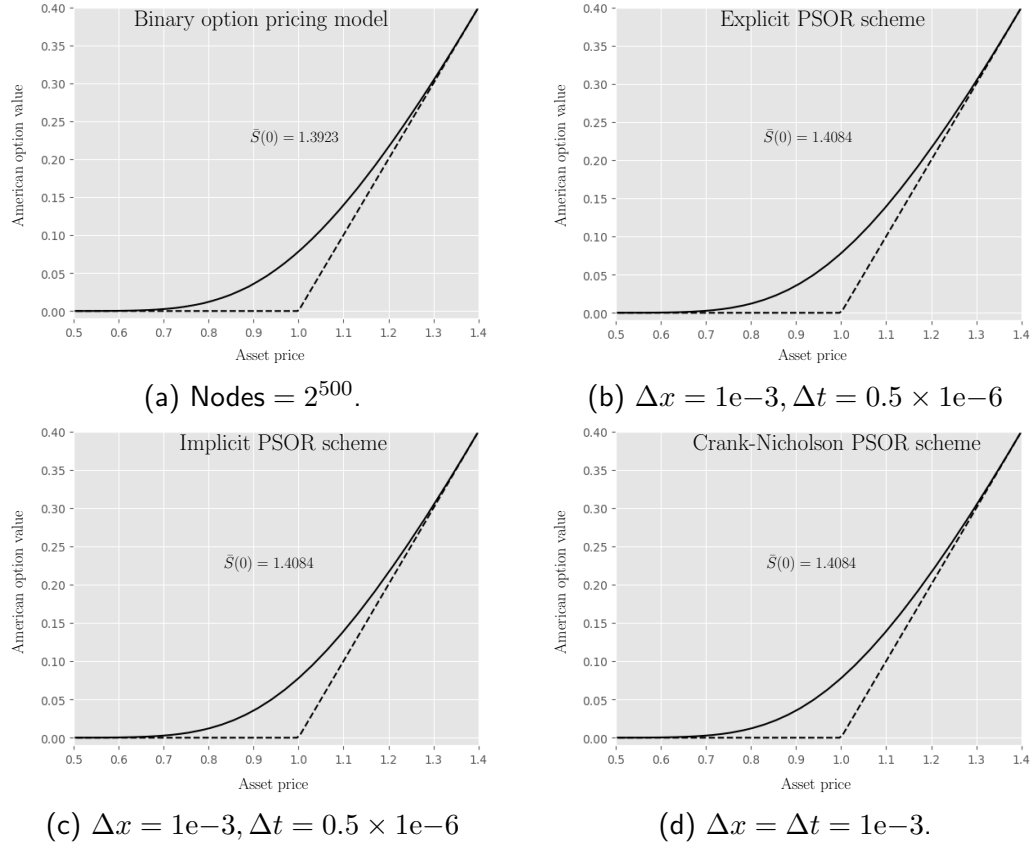 Binary option pricing model
0.40
0.35
0.30
0.25
0.20
0.15
0.10
0.05
0.00
American option value
S̄(0) = 1.3923
0.5 0.6 0.7 0.8 0.9 1.0 1.1 1.2 1.3 1.4
Asset price
(a) Nodes = 2^500.
Explicit PSOR scheme
0.40
0.35
0.30
0.25
0.20
0.15
0.10
0.05
0.00
American option value
S̄(0) = 1.4084
0.5 0.6 0.7 0.8 0.9 1.0 1.1 1.2 1.3 1.4
Asset price
(b) Δx = 1e−3, Δt = 0.5 × 1e−6
Implicit PSOR scheme
0.40
0.35
0.30
0.25
0.20
0.15
0.10
0.05
0.00
American option value
S̄(0) = 1.4084
0.5 0.6 0.7 0.8 0.9 1.0 1.1 1.2 1.3 1.4
Asset price
(c) Δx = 1e−3, Δt = 0.5 × 1e−6
Crank-Nicholson PSOR scheme
0.40
0.35
0.30
0.25
0.20
0.15
0.10
0.05
0.00
American option value
S̄(0) = 1.4084
0.5 0.6 0.7 0.8 0.9 1.0 1.1 1.2 1.3 1.4
Asset price
(d) Δx = Δt = 1e−3.